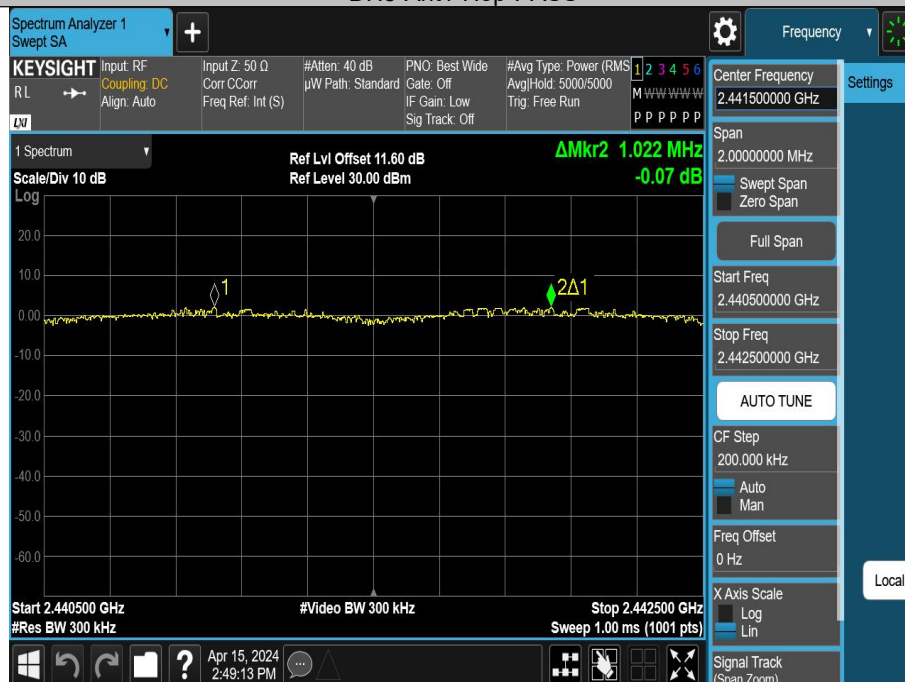 Spectrum Analyzer 1
Swept SA
Frequency
KEYSIGHT
Input: RF
Input Z: 50 Ω
#Atten: 40 dB
PNO: Best Wide
#Avg Type: Power (RMS
1 2 3 4 5 6
RL
Coupling: DC
Corr CCorr
µW Path: Standard
Gate: Off
Avg|Hold: 5000/5000
M W W W W W
Align: Auto
Freq Ref: Int (S)
IF Gain: Low
Trig: Free Run
LXI
Sig Track: Off
P P P P P P
1 Spectrum
Ref Lvl Offset 11.60 dB
ΔMkr2 1.022 MHz
Scale/Div 10 dB
Ref Level 30.00 dBm
-0.07 dB
Log
20.0
10.0
0.00
-10.0
-20.0
-30.0
-40.0
-50.0
-60.0
1
2Δ1
Start 2.440500 GHz
#Video BW 300 kHz
Stop 2.442500 GHz
#Res BW 300 kHz
Sweep 1.00 ms (1001 pts)
?
Apr 15, 2024
2:49:13 PM
Center Frequency
2.441500000 GHz
Settings
Span
2.00000000 MHz
Swept Span
Zero Span
Full Span
Start Freq
2.440500000 GHz
Stop Freq
2.442500000 GHz
AUTO TUNE
CF Step
200.000 kHz
Auto
Man
Freq Offset
0 Hz
X Axis Scale
Log
Lin
Local
Signal Track
(Span Zoom)